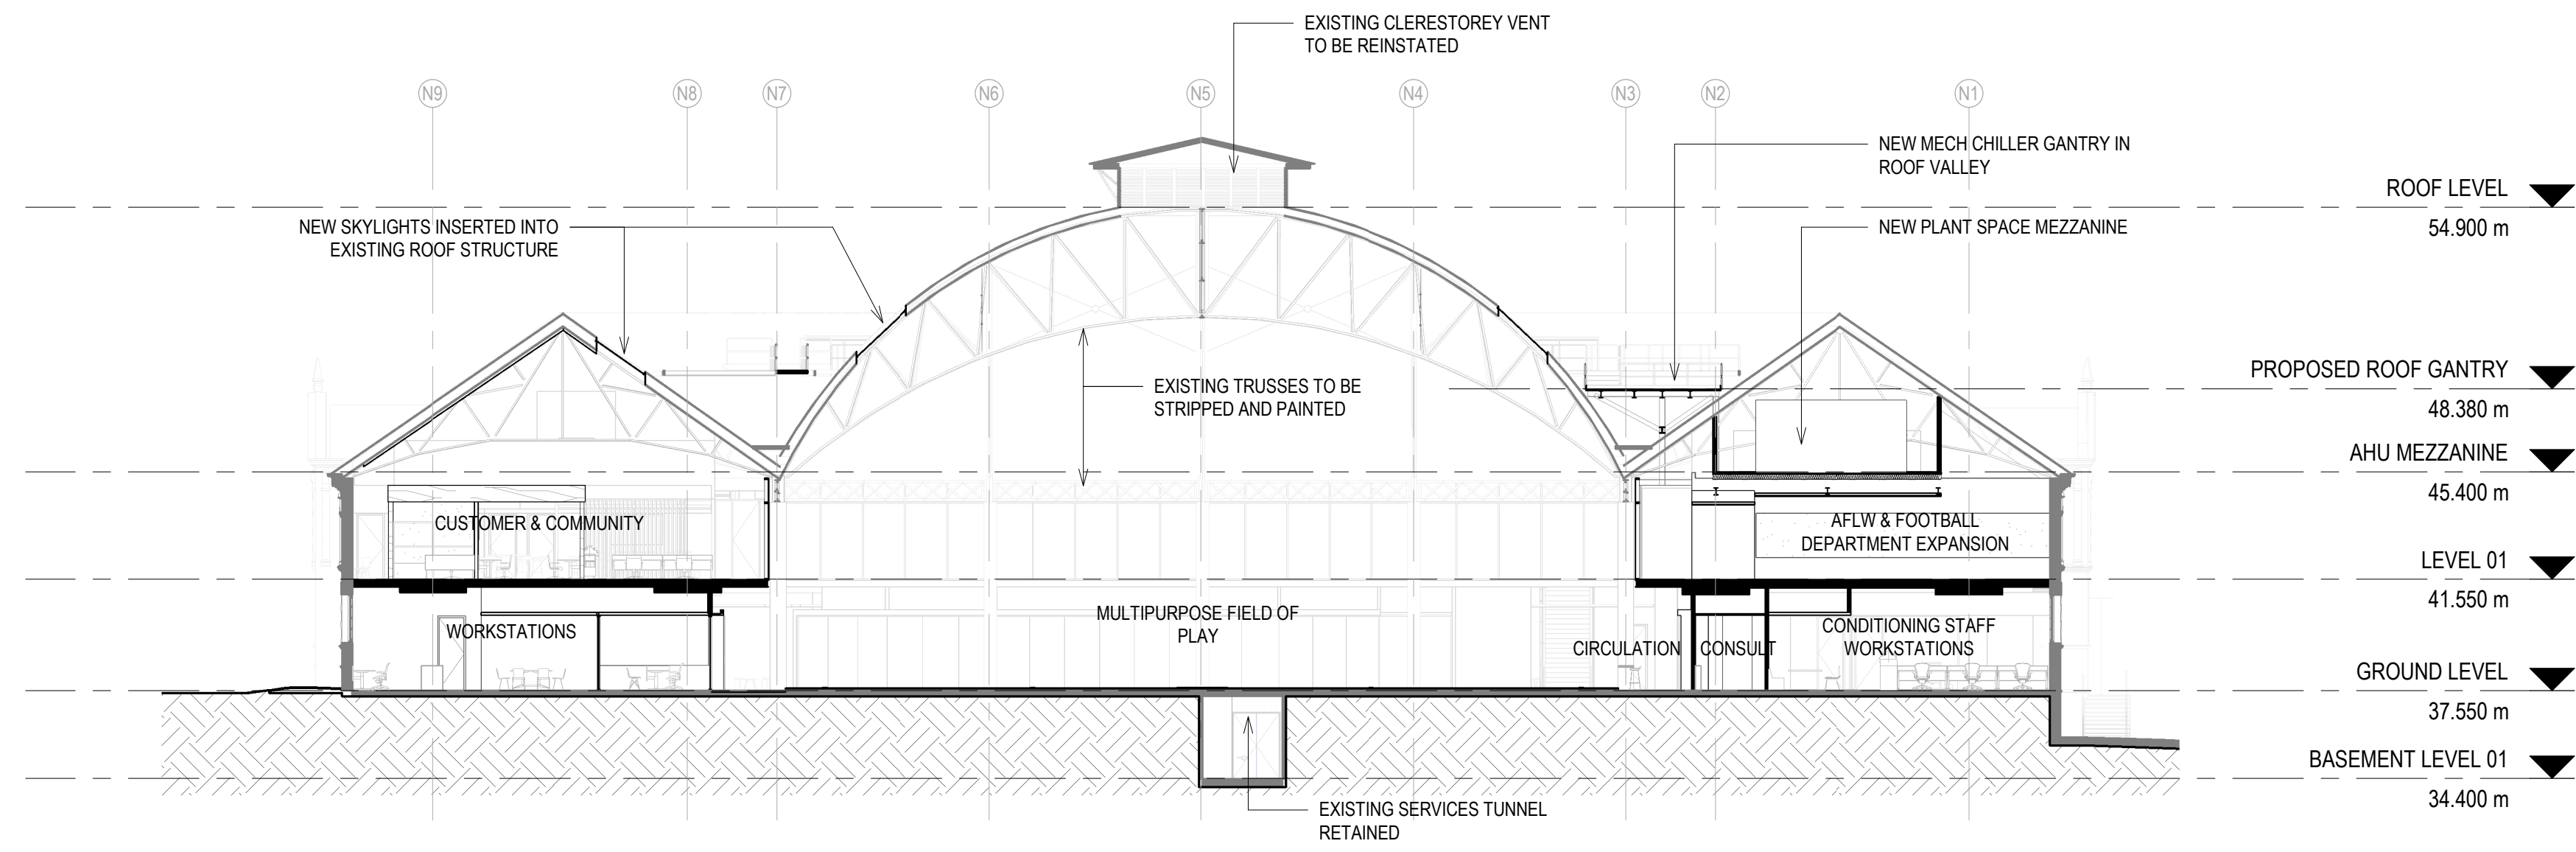 EXISTING CLERESTOREY VENT
TO BE REINSTATED
N9
N8
N7
N6
N5
N4
N3
N2
N1
NEW MECH CHILLER GANTRY IN
ROOF VALLEY
ROOF LEVEL
54.900 m
NEW SKYLIGHTS INSERTED INTO
EXISTING ROOF STRUCTURE
NEW PLANT SPACE MEZZANINE
PROPOSED ROOF GANTRY
48.380 m
EXISTING TRUSSES TO BE
STRIPPED AND PAINTED
AHU MEZZANINE
45.400 m
CUSTOMER & COMMUNITY
AFLW & FOOTBALL
DEPARTMENT EXPANSION
LEVEL 01
41.550 m
WORKSTATIONS
MULTIPURPOSE FIELD OF
PLAY
CIRCULATION
CONSULT
CONDITIONING STAFF
WORKSTATIONS
GROUND LEVEL
37.550 m
BASEMENT LEVEL 01
34.400 m
EXISTING SERVICES TUNNEL
RETAINED